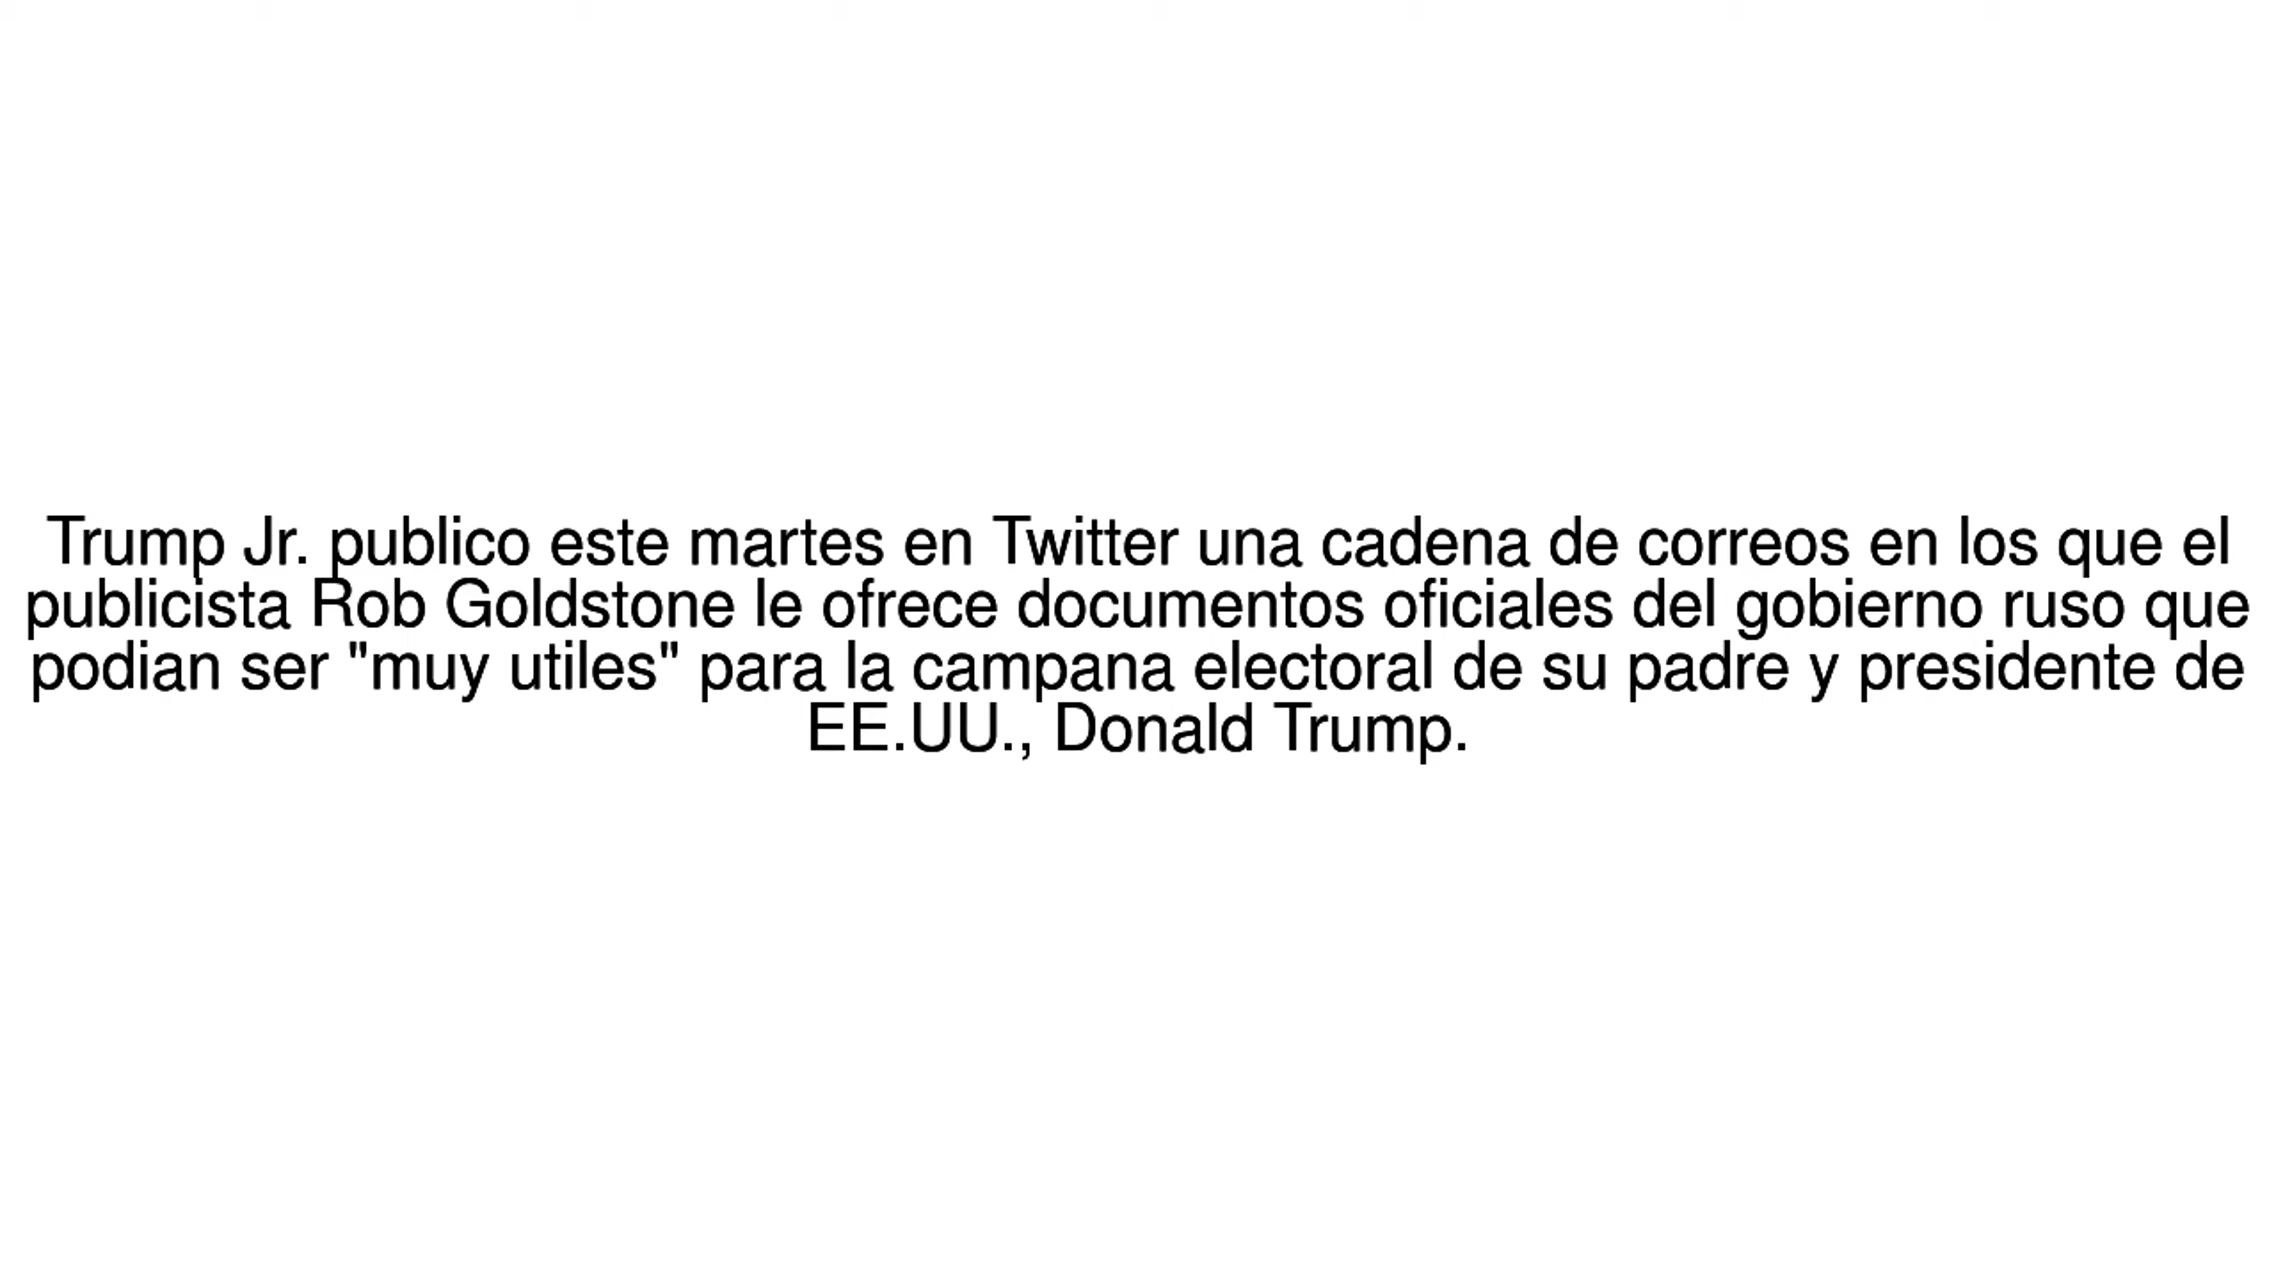 Trump Jr. publico este martes en Twitter una cadena de correos en los que el
publicista Rob Goldstone le ofrece documentos oficiales del gobierno ruso que
podian ser "muy utiles" para la campana electoral de su padre y presidente de
EE.UU., Donald Trump.